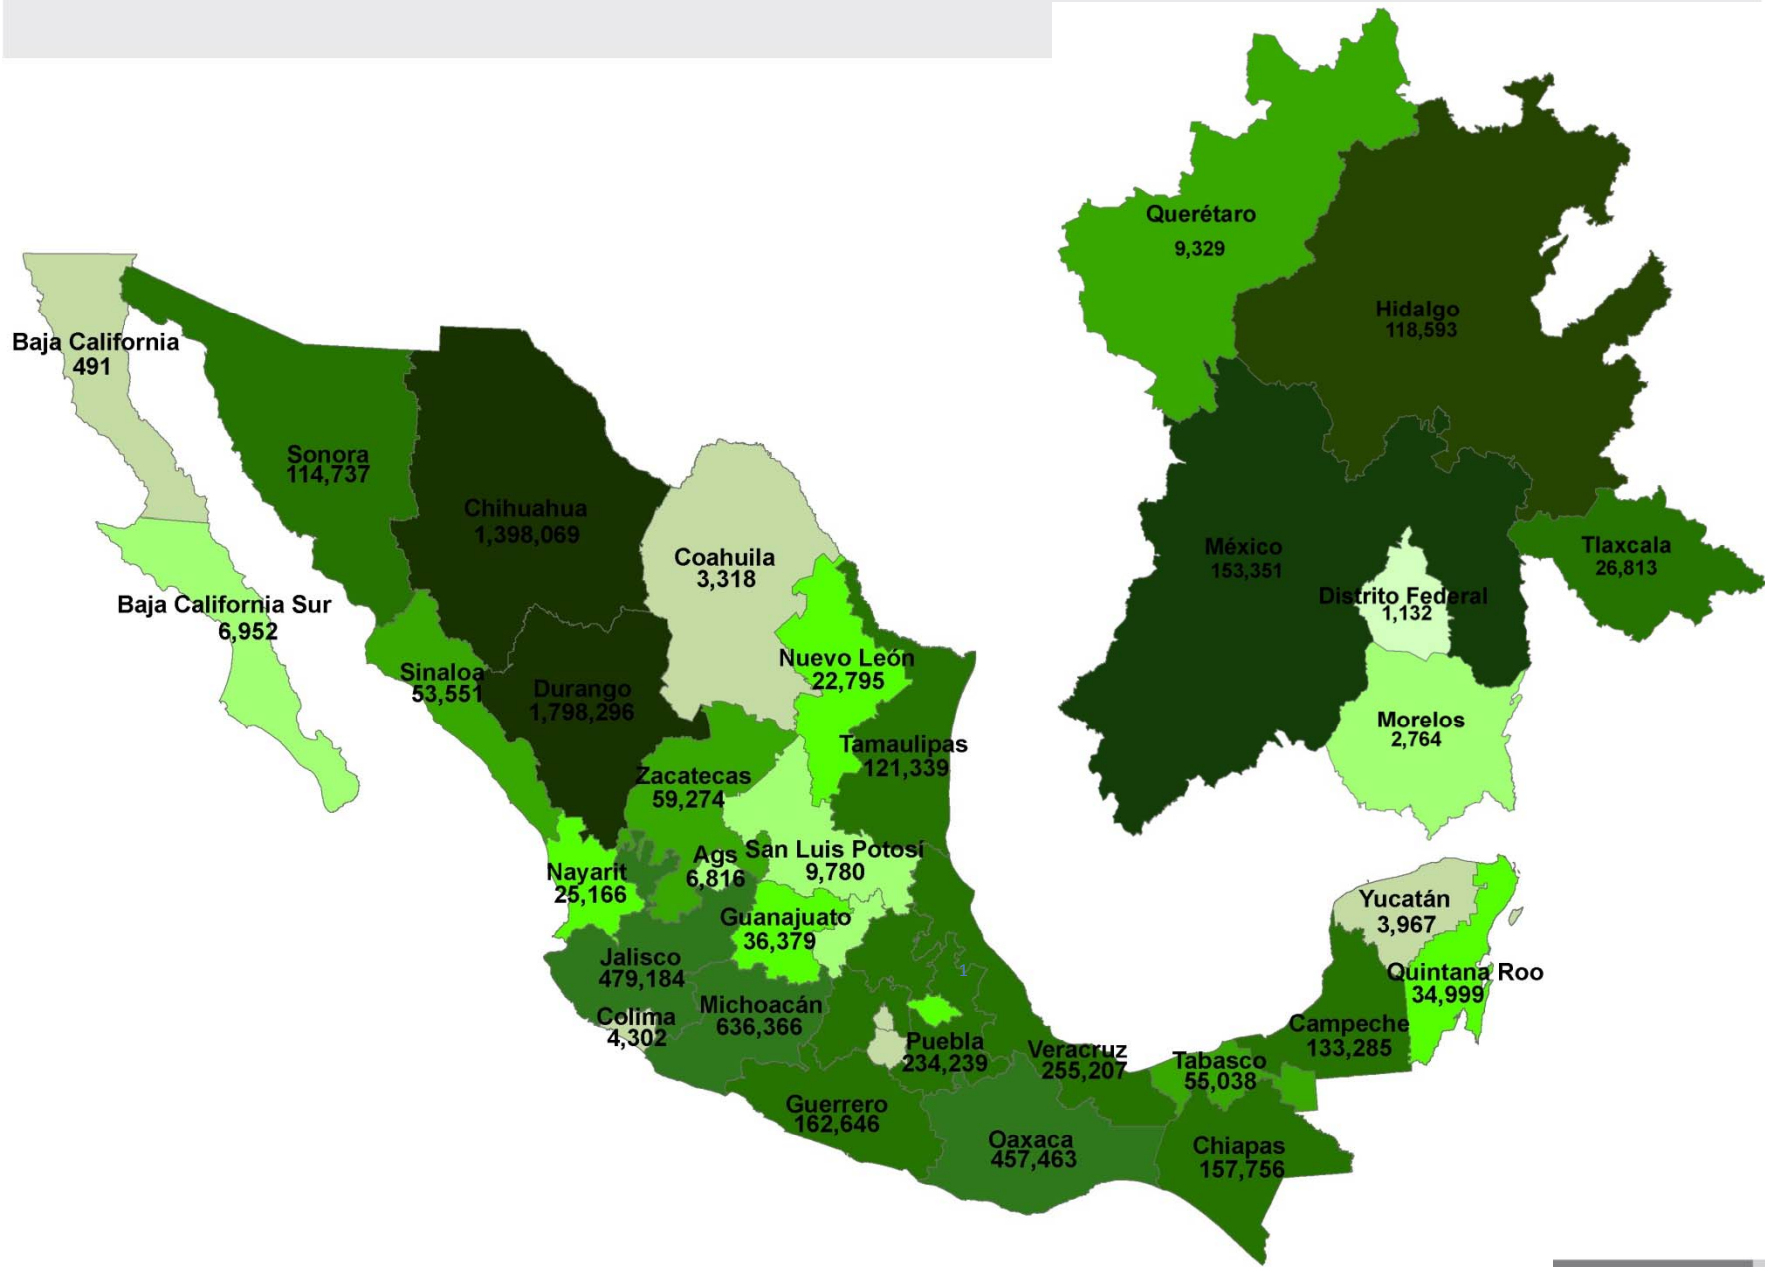 Querétaro
9,329
Hidalgo
118,593
Baja California
491
Sonora
114,737
Chihuahua
1,398,069
Coahuila
3,318
México
153,351
Tlaxcala
26,813
Distrito Federal
1,132
Baja California Sur
6,952
Sinaloa
53,551
Durango
1,798,296
Nuevo León
22,795
Morelos
2,764
Tamaulipas
121,339
Zacatecas
59,274
Ags
6,816
San Luis Potosí
9,780
Nayarit
25,166
Guanajuato
36,379
Yucatán
3,967
Jalisco
479,184
1
Quintana Roo
34,999
Michoacán
636,366
Colima
4,302
Campeche
133,285
Puebla
234,239
Veracruz
255,207
Tabasco
55,038
Guerrero
162,646
Oaxaca
457,463
Chiapas
157,756